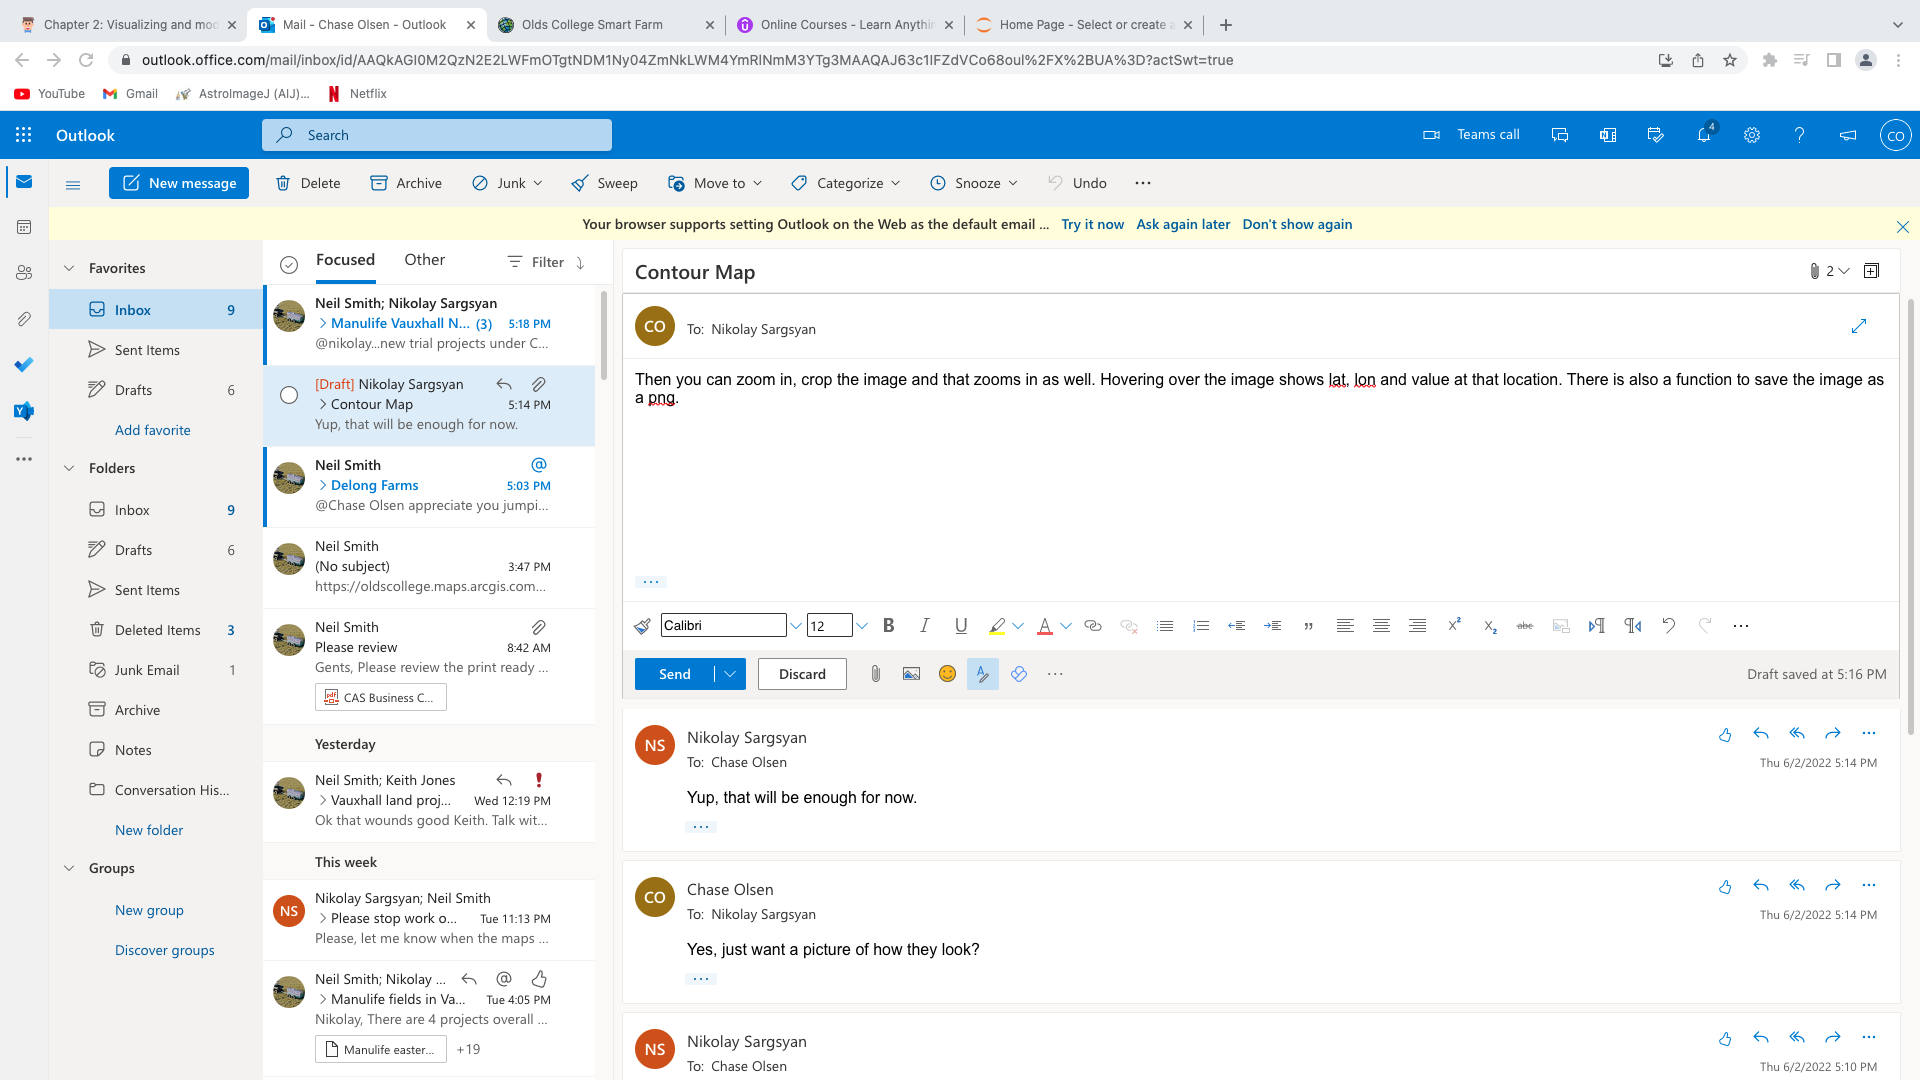 Chapter 2: Visualizing and mod
Mail - Chase Olsen - Outlook
Olds College Smart Farm
Online Courses - Learn Anythin
Home Page - Select or create a
outlook.office.com/mail/inbox/id/AAQkAGI0M2QzN2E2LWFmOTgtNDM1Ny04ZmNkLWM4YmRlNmM3YTg3MAAQAJ63c1lFZdVCo68oul%2FX%2BUA%3D?actSwt=true
YouTube
Gmail
AstroImageJ (AIJ)...
Netflix
Outlook
Search
Teams call
4
CO
New message
Delete
Archive
Junk
Sweep
Move to
Categorize
Snooze
Undo
Your browser supports setting Outlook on the Web as the default email ...
Try it now
Ask again later
Don't show again
Favorites
Inbox 9
Sent Items
Drafts 6
Add favorite
Folders
Inbox 9
Drafts 6
Sent Items
Deleted Items 3
Junk Email 1
Archive
Notes
Conversation His...
New folder
Groups
New group
Discover groups
Focused
Other
Filter
Neil Smith; Nikolay Sargsyan
Manulife Vauxhall N... (3) 5:18 PM
@nikolay...new trial projects under C...
[Draft] Nikolay Sargsyan
Contour Map 5:14 PM
Yup, that will be enough for now.
Neil Smith
Delong Farms 5:03 PM
@Chase Olsen appreciate you jumpi...
Neil Smith
(No subject) 3:47 PM
https://oldscollege.maps.arcgis.com...
Neil Smith
Please review 8:42 AM
Gents, Please review the print ready ...
CAS Business C...
Yesterday
Neil Smith; Keith Jones
Vauxhall land proj... Wed 12:19 PM
Ok that wounds good Keith. Talk wit...
This week
NS
Nikolay Sargsyan; Neil Smith
Please stop work o... Tue 11:13 PM
Please, let me know when the maps ...
Neil Smith; Nikolay ...
Manulife fields in Va... Tue 4:05 PM
Nikolay, There are 4 projects overall ...
Manulife easter... +19
Contour Map
2
CO
To: Nikolay Sargsyan
Then you can zoom in, crop the image and that zooms in as well. Hovering over the image shows lat, lon and value at that location. There is also a function to save the image as
a png.
Calibri
12
Send
Discard
Draft saved at 5:16 PM
NS
Nikolay Sargsyan
To: Chase Olsen
Thu 6/2/2022 5:14 PM
Yup, that will be enough for now.
CO
Chase Olsen
To: Nikolay Sargsyan
Thu 6/2/2022 5:14 PM
Yes, just want a picture of how they look?
NS
Nikolay Sargsyan
To: Chase Olsen
Thu 6/2/2022 5:10 PM